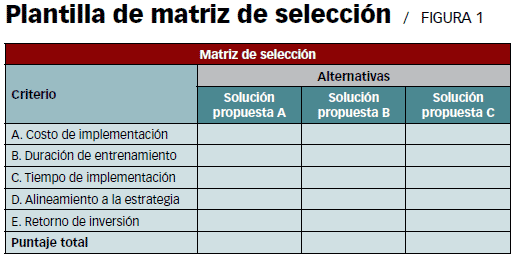 Plantilla de matriz de selección / FIGURA 1
Matriz de selección
Criterio
Alternativas
Solución
propuesta A
Solución
propuesta B
Solución
propuesta C
A. Costo de implementación
B. Duración de entrenamiento
C. Tiempo de implementación
D. Alineamiento a la estrategia
E. Retorno de inversión
Puntaje total